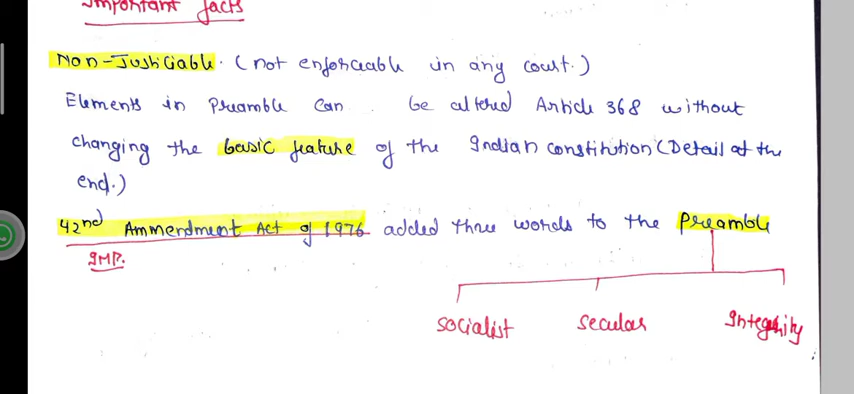 Important facts
Non-Justiciable. (not enforceable in any court.)
Elements in Preamble can be altered Article 368 without
changing the basic feature of the Indian constitution (Detail at the
end.)
42nd Ammendment Act of 1976 added three words to the Preamble
IMP.
socialist secular Integrity